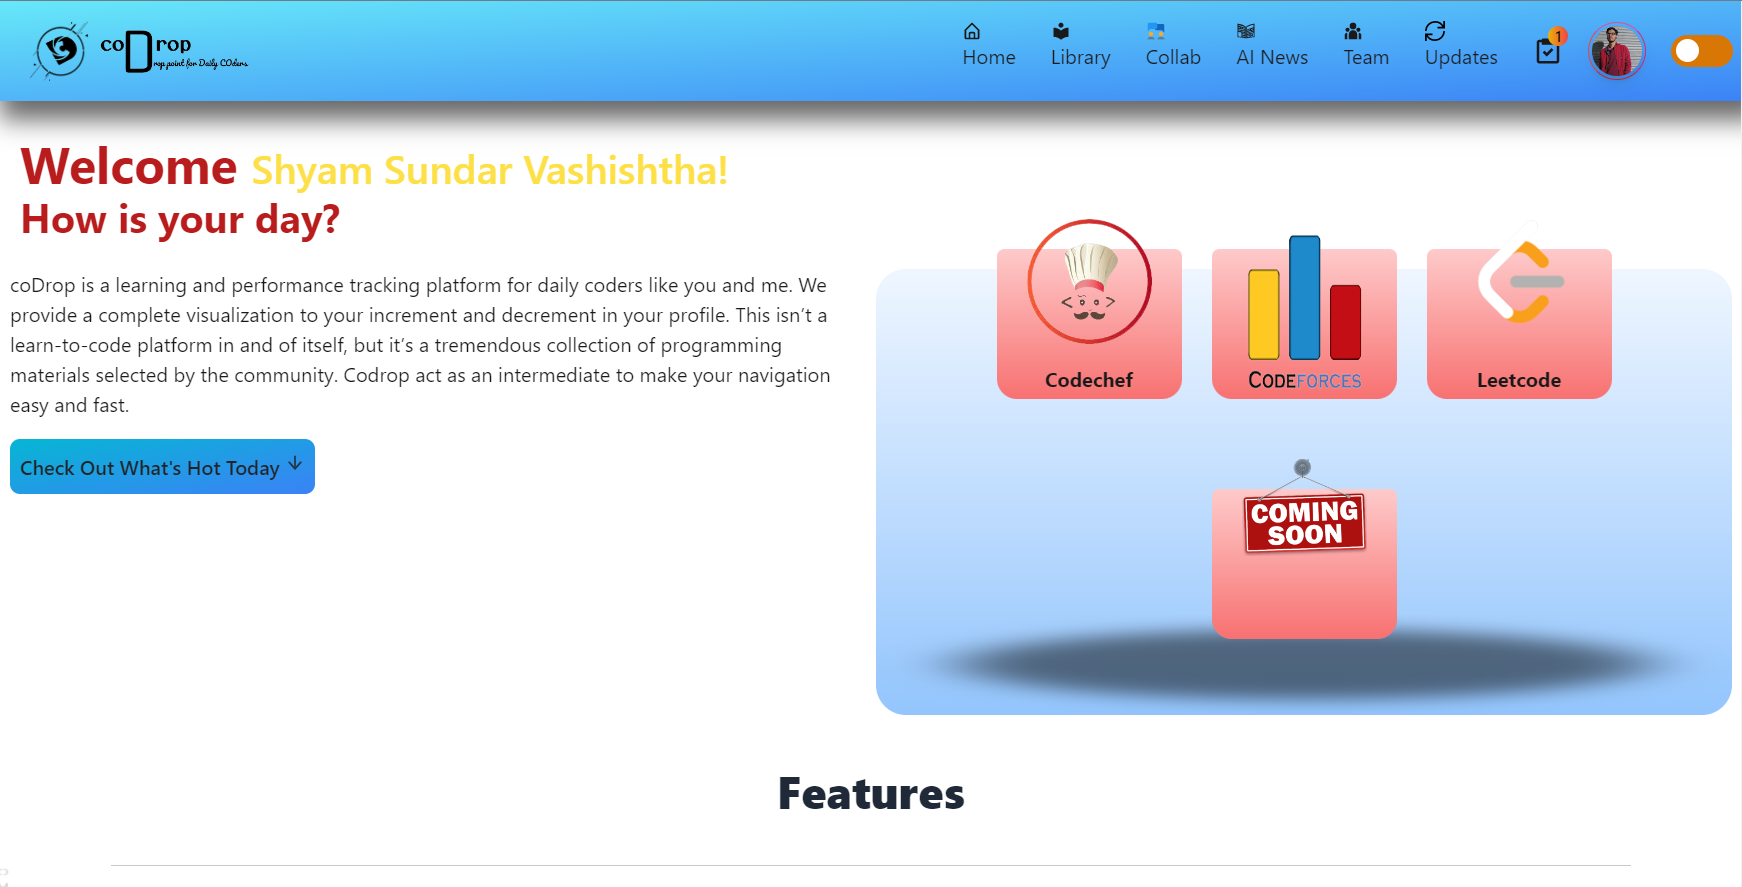 coDrop
Drop point for Daily COders
Home
Library
Collab
AI News
Team
Updates
1
Welcome Shyam Sundar Vashishtha!
How is your day?
coDrop is a learning and performance tracking platform for daily coders like you and me. We
provide a complete visualization to your increment and decrement in your profile. This isn’t a
learn-to-code platform in and of itself, but it’s a tremendous collection of programming
materials selected by the community. Codrop act as an intermediate to make your navigation
easy and fast.
Check Out What's Hot Today
Codechef
CODEFORCES
Leetcode
COMING
SOON
Features